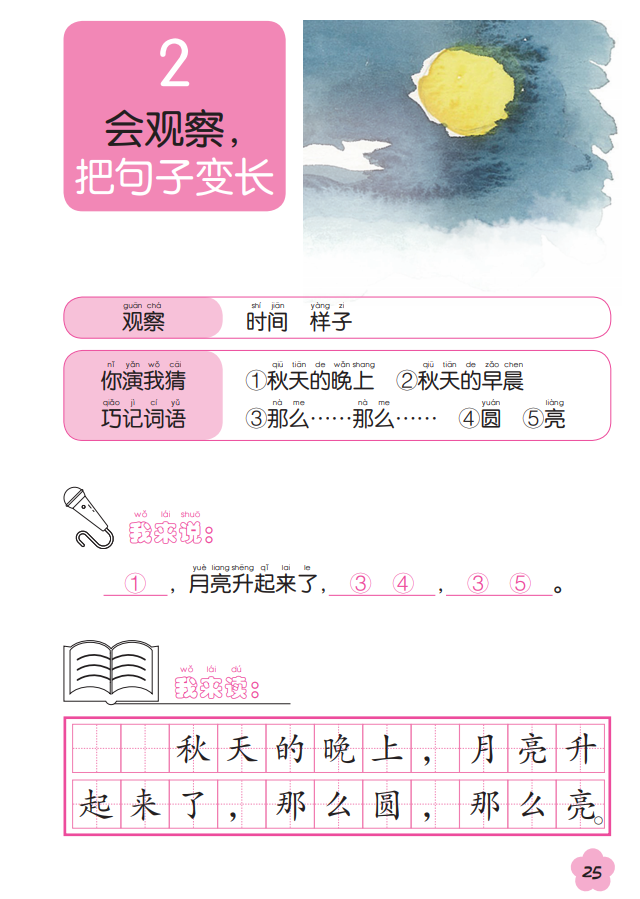 2
会观察，
把句子变长
guān chá
观察
shí jiān yàng zi
时间 样子
nǐ yǎn wǒ cāi
你演我猜
qiǎo jì cí yǔ
巧记词语
qiū tiān de wǎn shang qiū tiān de zǎo chen
①秋天的晚上 ②秋天的早晨
nà me nà me yuán liàng
③那么……那么…… ④圆 ⑤亮
wǒ lái shuō
我来说：
yuè liang shēng qǐ lai le
①，月亮升起来了，③ ④，③ ⑤。
wǒ lái dú
我来读：
秋天的晚上，月亮升
起来了，那么圆，那么亮。
25